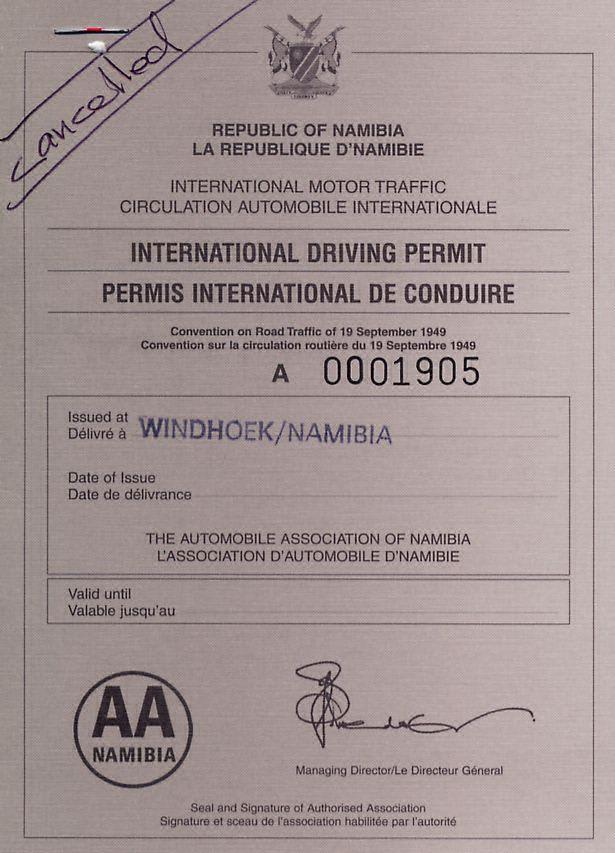 cancelled
REPUBLIC OF NAMIBIA
LA REPUBLIQUE D'NAMIBIE
INTERNATIONAL MOTOR TRAFFIC
CIRCULATION AUTOMOBILE INTERNATIONALE
INTERNATIONAL DRIVING PERMIT
PERMIS INTERNATIONAL DE CONDUIRE
Convention on Road Traffic of 19 September 1949
Convention sur la circulation routière du 19 Septembre 1949
A 0001905
Issued at
Délivré à WINDHOEK/NAMIBIA
Date of Issue
Date de délivrance
THE AUTOMOBILE ASSOCIATION OF NAMIBIA
L'ASSOCIATION D'AUTOMOBILE D'NAMIBIE
Valid until
Valable jusqu'au
AA
NAMIBIA
Managing Director/Le Directeur Géneral
Seal and Signature of Authorised Association
Signature et sceau de l'association habilitée par l'autorité